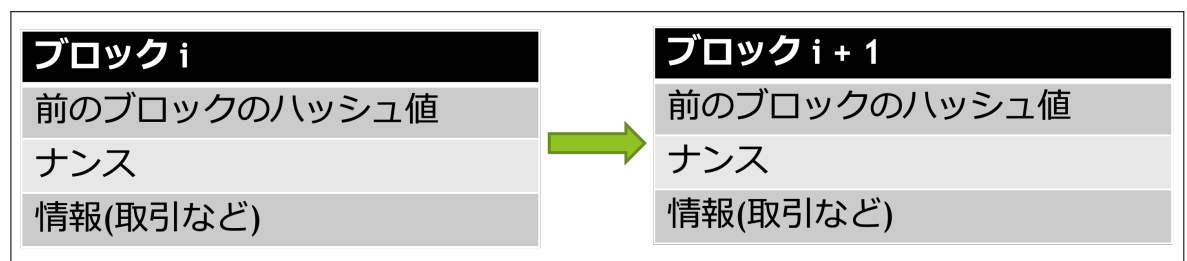 ブロック i
前のブロックのハッシュ値
ナンス
情報(取引など)
ブロック i + 1
前のブロックのハッシュ値
ナンス
情報(取引など)